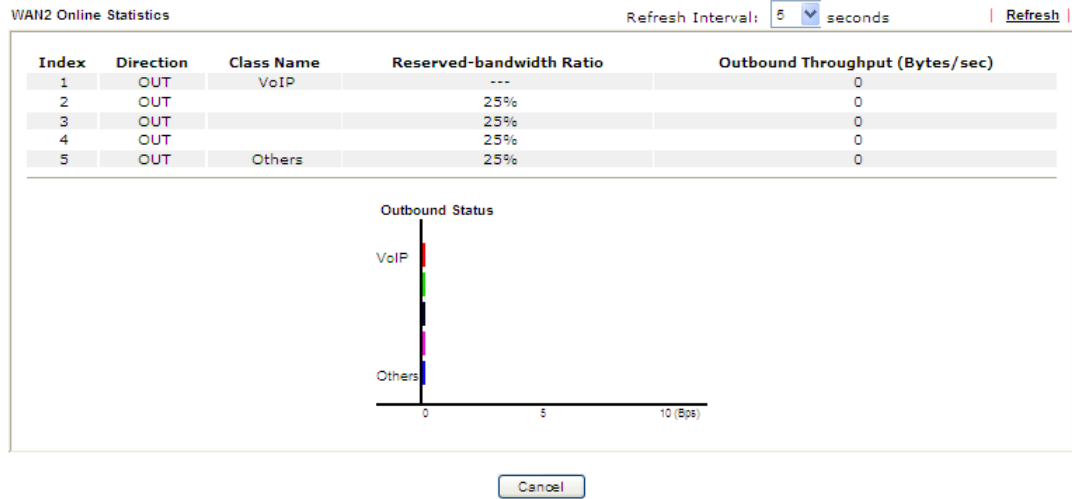 WAN2 Online Statistics Refresh Interval: 5 seconds | Refresh |
Index Direction Class Name Reserved-bandwidth Ratio Outbound Throughput (Bytes/sec)
1 OUT VoIP --- 0
2 OUT 25% 0
3 OUT 25% 0
4 OUT 25% 0
5 OUT Others 25% 0
Outbound Status
VoIP
Others
0 5 10 (Bps)
Cancel